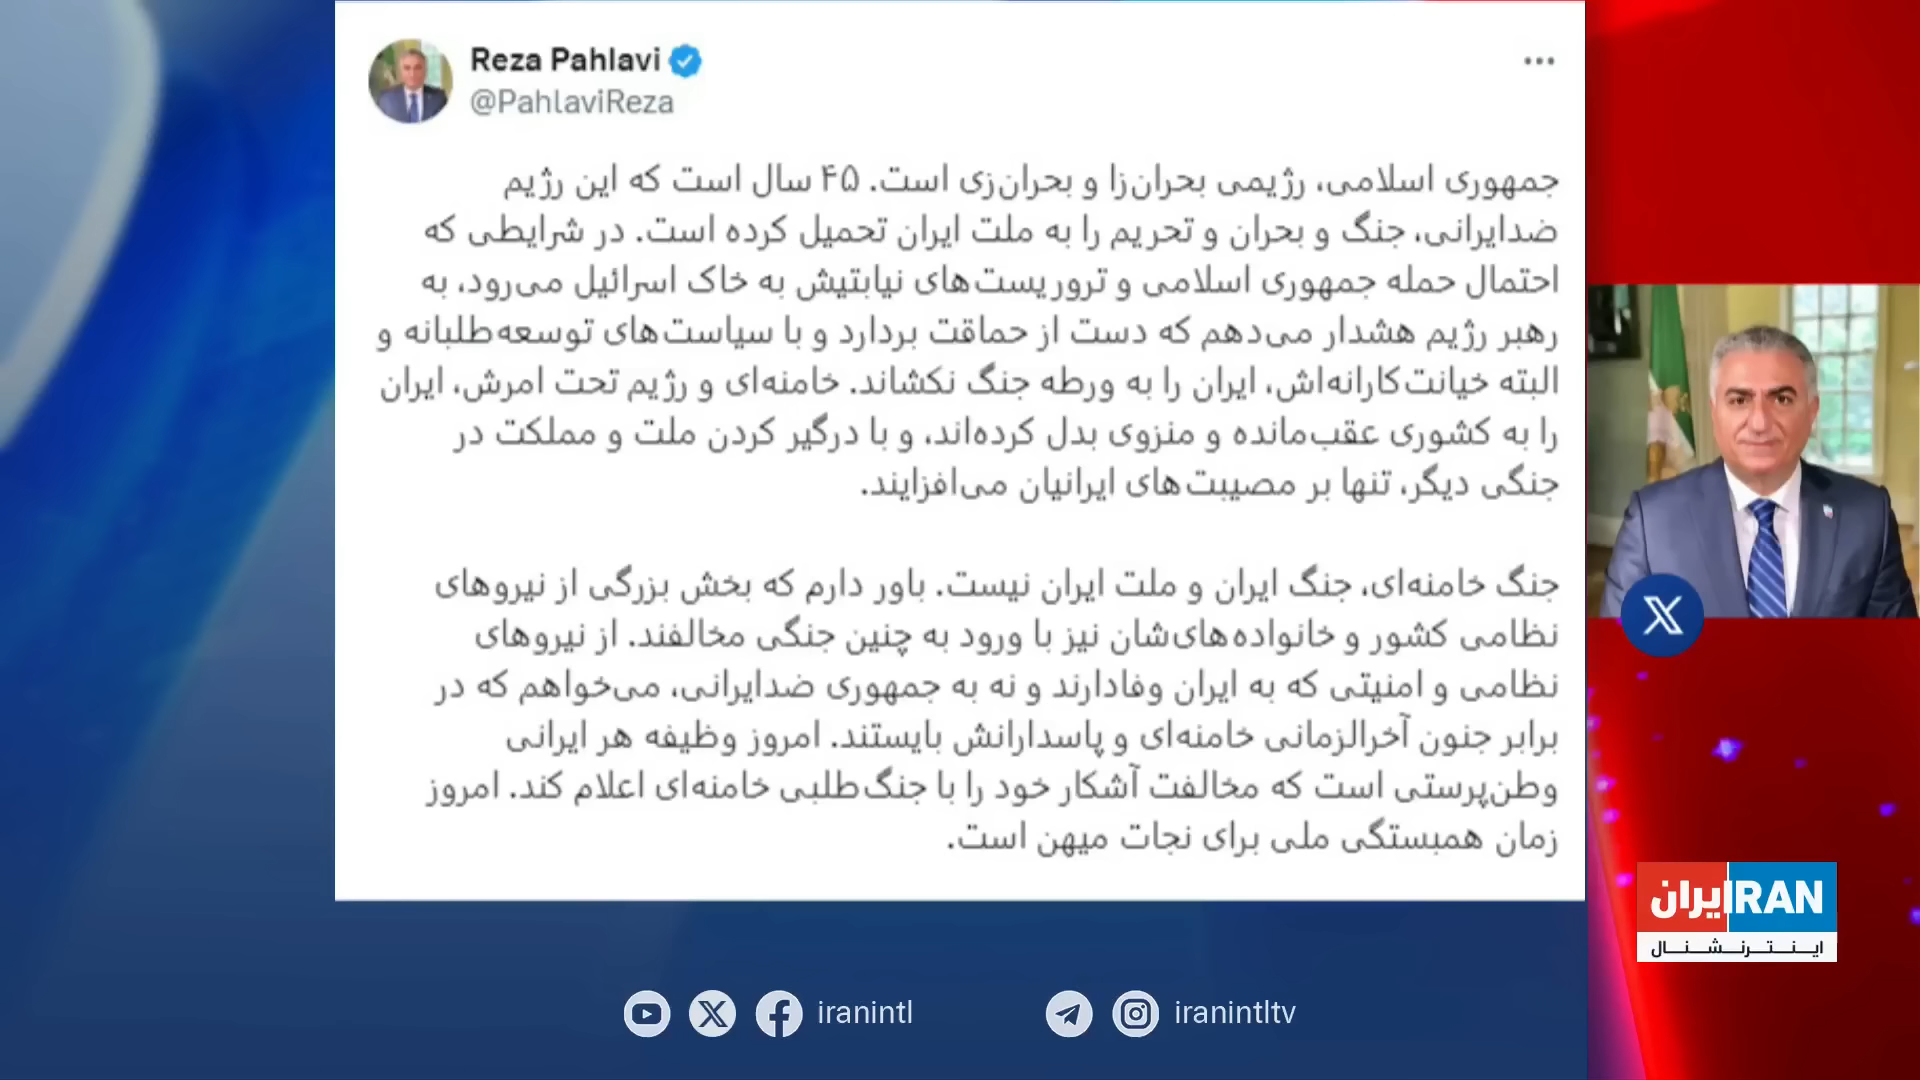 Reza Pahlavi
@PahlaviReza
جمهوری اسلامی، رژیمی بحران‌زا و بحران‌زی است. ۴۵ سال است که این رژیم
ضدایرانی، جنگ و بحران و تحریم را به ملت ایران تحمیل کرده است. در شرایطی که
احتمال حمله جمهوری اسلامی و تروریست‌های نیابتیش به خاک اسرائیل می‌رود، به
رهبر رژیم هشدار می‌دهم که دست از حماقت بردارد و با سیاست‌های توسعه‌طلبانه و
البته خیانت‌کارانه‌اش، ایران را به ورطه جنگ نکشاند. خامنه‌ای و رژیم تحت امرش، ایران
را به کشوری عقب‌مانده و منزوی بدل کرده‌اند، و با درگیر کردن ملت و مملکت در
جنگی دیگر، تنها بر مصیبت‌های ایرانیان می‌افزایند.
جنگ خامنه‌ای، جنگ ایران و ملت ایران نیست. باور دارم که بخش بزرگی از نیروهای
نظامی کشور و خانواده‌های‌شان نیز با ورود به چنین جنگی مخالفند. از نیروهای
نظامی و امنیتی که به ایران وفادارند و نه به جمهوری ضدایرانی، می‌خواهم که در
برابر جنون آخرالزمانی خامنه‌ای و پاسدارانش بایستند. امروز وظیفه هر ایرانی
وطن‌پرستی است که مخالفت آشکار خود را با جنگ‌طلبی خامنه‌ای اعلام کند. امروز
زمان همبستگی ملی برای نجات میهن است.
ایران IRAN
اینترنشنال
iranintl
iranintltv